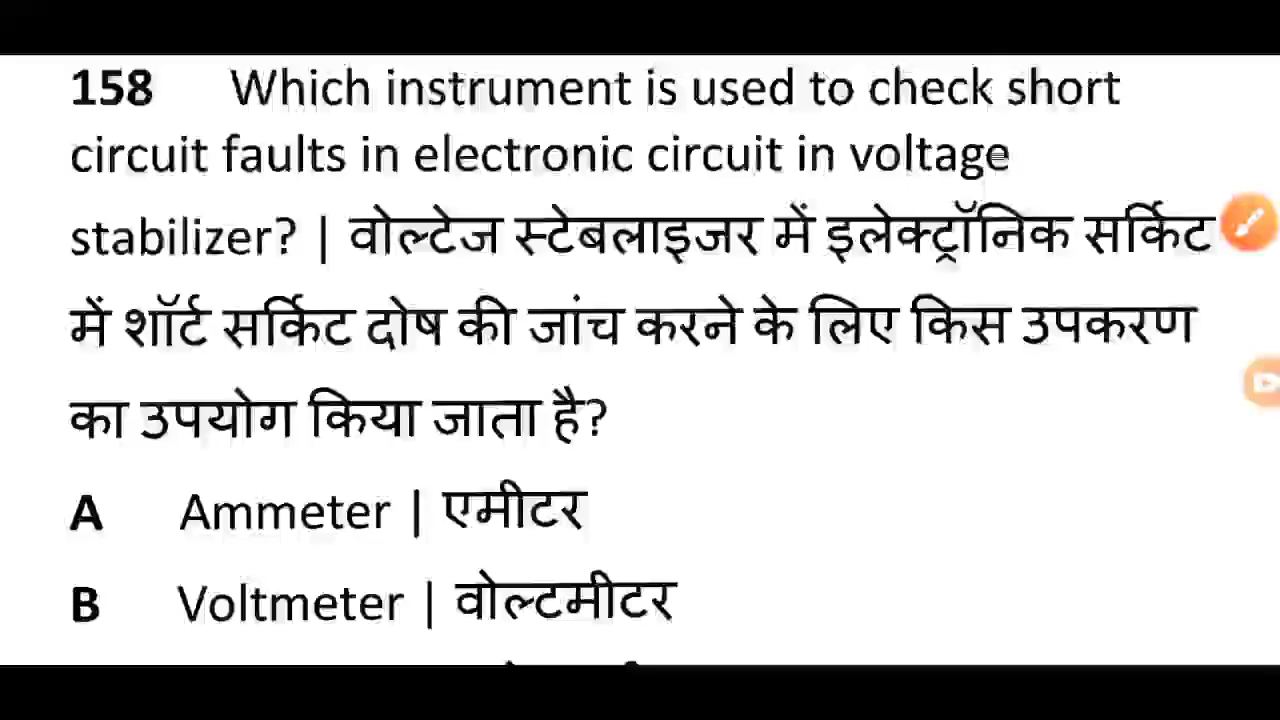 158 Which instrument is used to check short
circuit faults in electronic circuit in voltage
stabilizer? | वोल्टेज स्टेबलाइजर में इलेक्ट्रॉनिक सर्किट
में शॉर्ट सर्किट दोष की जांच करने के लिए किस उपकरण
का उपयोग किया जाता है?
A Ammeter | एमीटर
B Voltmeter | वोल्टमीटर